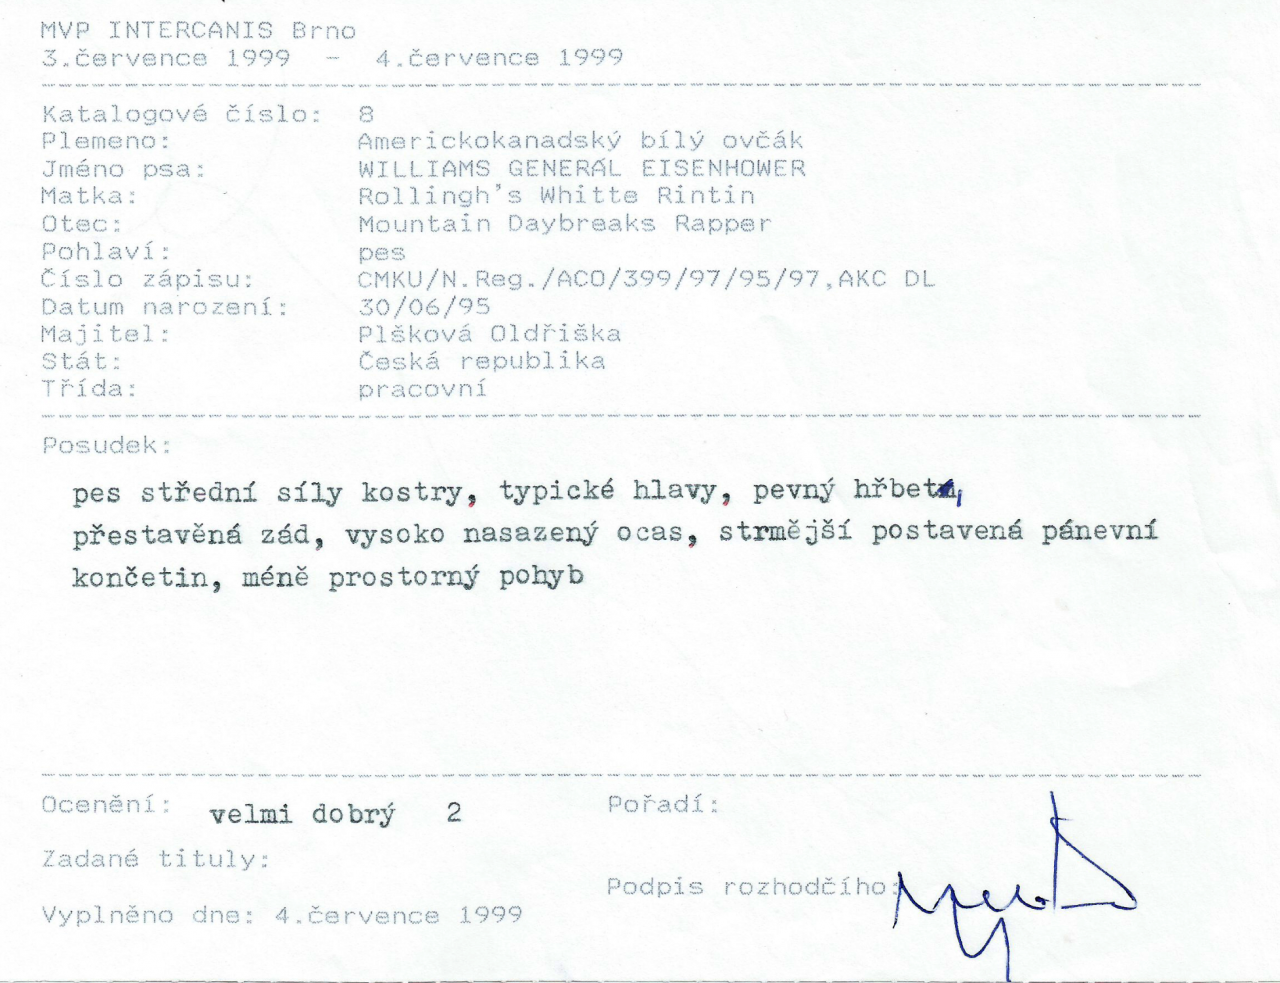 MVP INTERCANIS Brno
3.července 1999 - 4.července 1999
Katalogové číslo: 8
Plemeno: Americkokanadský bílý ovčák
Jméno psa: WILLIAMS GENERÁL EISENHOWER
Matka: Rollingh's Whitte Rintin
Otec: Mountain Daybreaks Rapper
Pohlaví: pes
Číslo zápisu: CMKU/N.Reg./ACO/399/97/95/97,AKC DL
Datum narození: 30/06/95
Majitel: Plšková Oldřiška
Stát: Česká republika
Třída: pracovní
Posudek:
pes střední síly kostry, typické hlavy, pevný hřbet,
přestavěná zád, vysoko nasazený ocas, strmější postavená pánevní
končetin, méně prostorný pohyb
Ocenění: velmi dobrý 2 Pořadí:
Zadané tituly:
Podpis rozhodčího:
Vyplněno dne: 4.července 1999